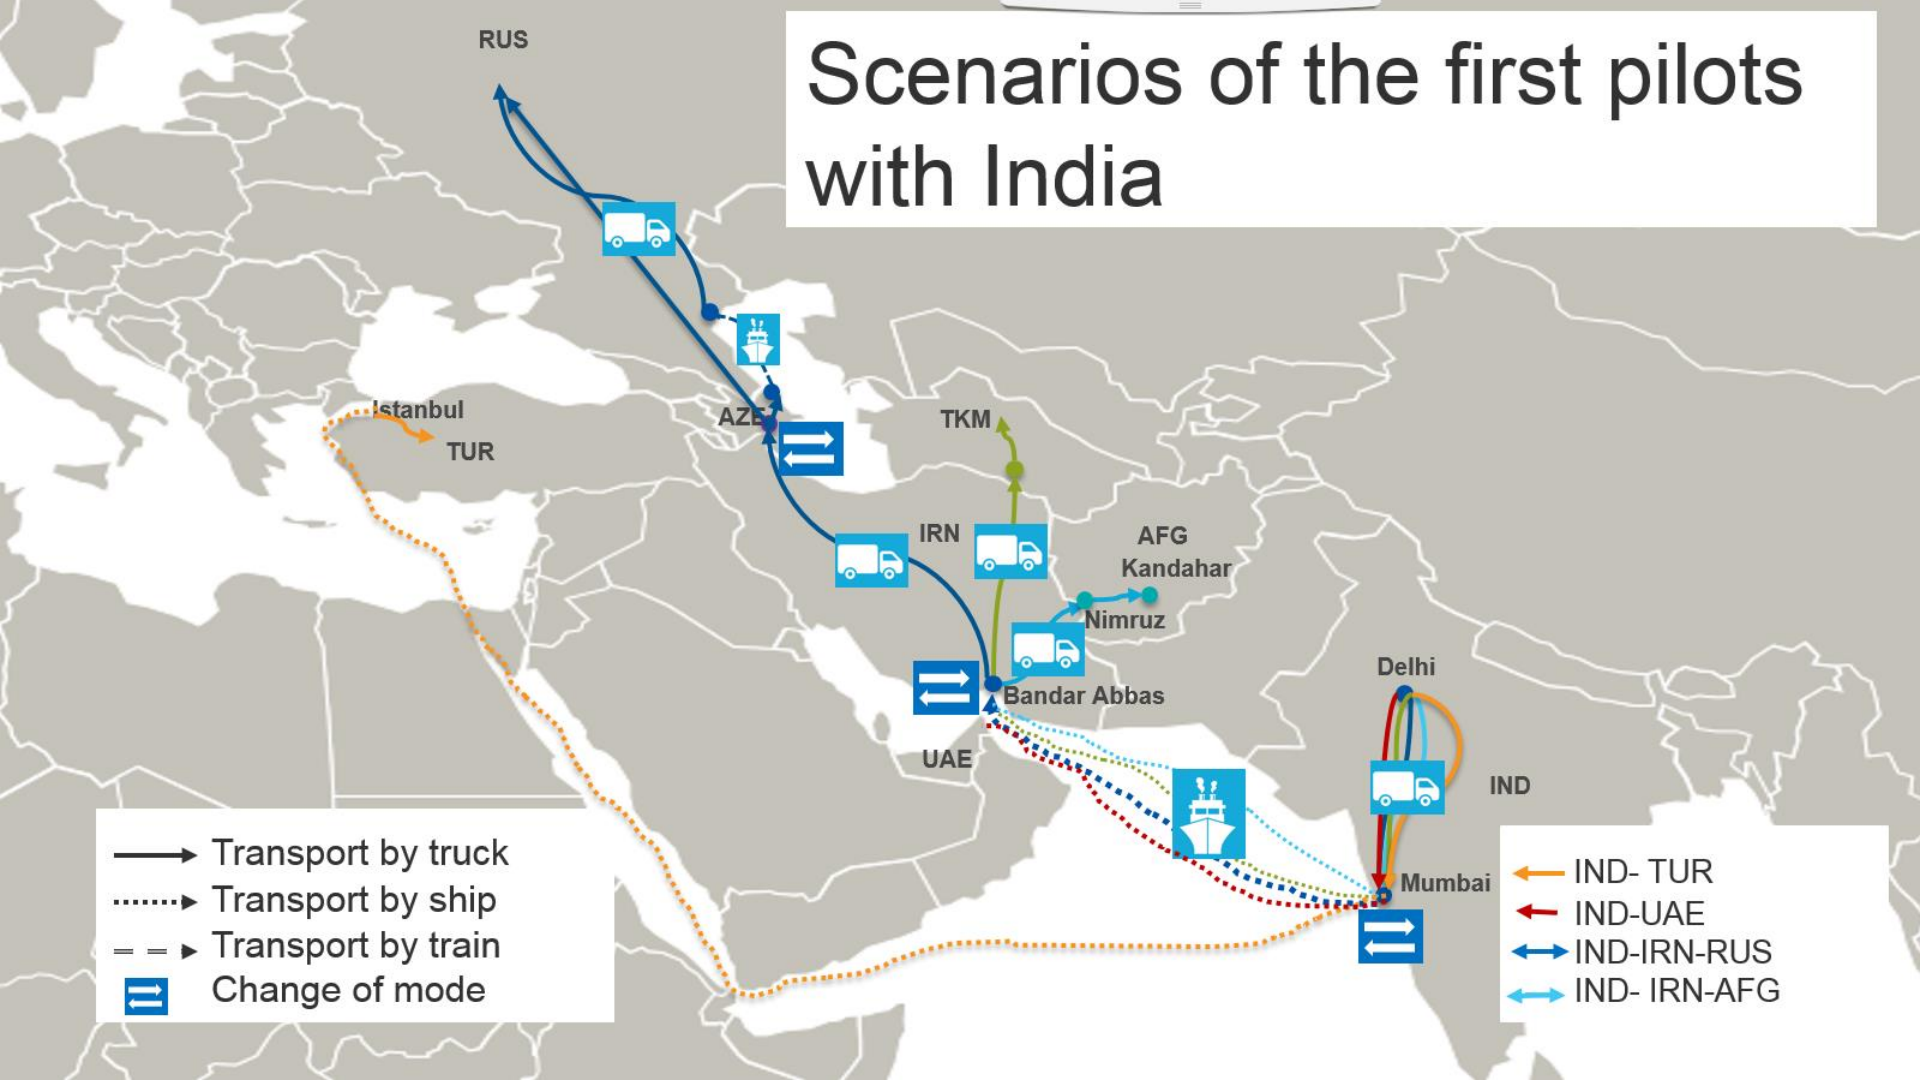 Scenarios of the first pilots
with India
RUS
Istanbul
TUR
AZE
TKM
IRN
AFG
Kandahar
Nimruz
Bandar Abbas
UAE
Delhi
IND
Mumbai
Transport by truck
Transport by ship
Transport by train
Change of mode
IND- TUR
IND-UAE
IND-IRN-RUS
IND- IRN-AFG